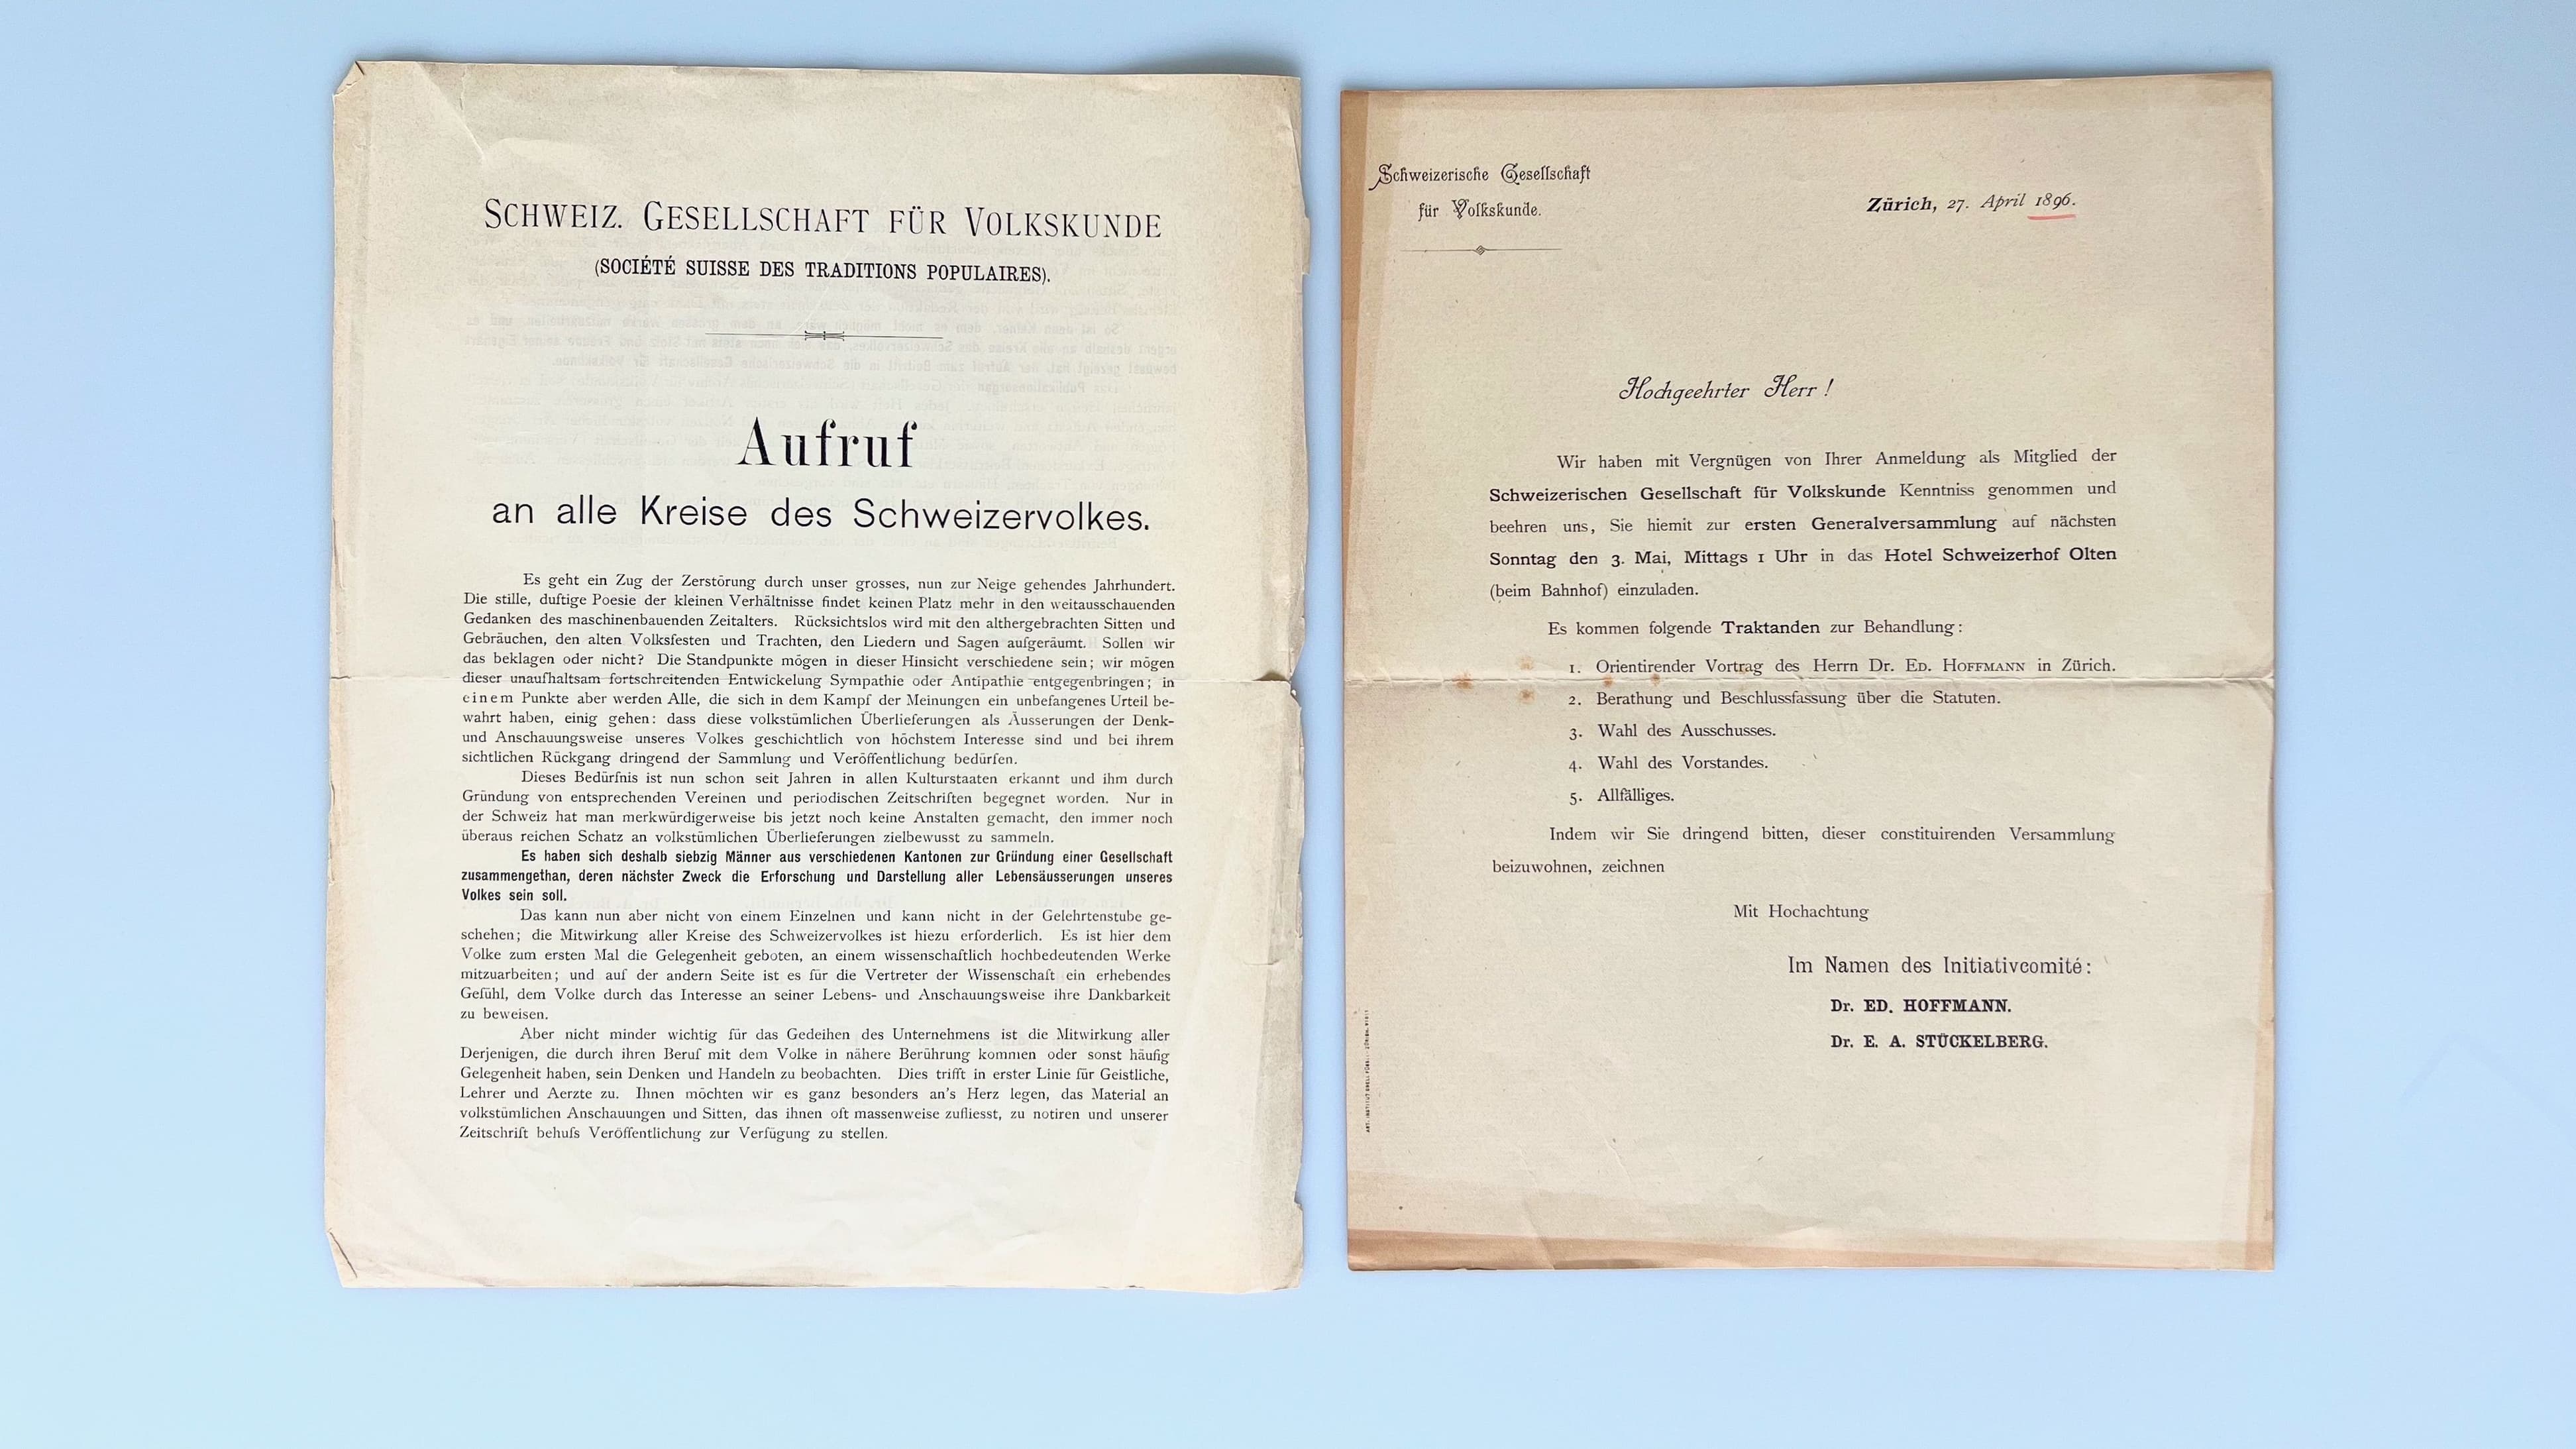 SCHWEIZ. GESELLSCHAFT FÜR VOLKSKUNDE
(SOCIÉTÉ SUISSE DES TRADITIONS POPULAIRES).
Aufruf
an alle Kreise des Schweizervolkes.
Es geht ein Zug der Zerstörung durch unser grosses, nun zur Neige gehendes Jahrhundert.
Die stille, duftige Poesie der kleinen Verhältnisse findet keinen Platz mehr in den weitausschauenden
Gedanken des maschinenbauenden Zeitalters. Rücksichtslos wird mit den althergebrachten Sitten und
Gebräuchen, den alten Volksfesten und Trachten, den Liedern und Sagen aufgeräumt. Sollen wir
das beklagen oder nicht? Die Standpunkte mögen in dieser Hinsicht verschiedene sein; wir mögen
dieser unaufhaltsam fortschreitenden Entwickelung Sympathie oder Antipathie entgegenbringen; in
einem Punkte aber werden Alle, die sich in dem Kampf der Meinungen ein unbefangenes Urteil be-
wahrt haben, einig gehen: dass diese volkstümlichen Überlieferungen als Äusserungen der Denk-
und Anschauungsweise unseres Volkes geschichtlich von höchstem Interesse sind und bei ihrem
sichtlichen Rückgang dringend der Sammlung und Veröffentlichung bedürfen.
Dieses Bedürfnis ist nun schon seit Jahren in allen Kulturstaaten erkannt und ihm durch
Gründung von entsprechenden Vereinen und periodischen Zeitschriften begegnet worden. Nur in
der Schweiz hat man merkwürdigerweise bis jetzt noch keine Anstalten gemacht, den immer noch
überaus reichen Schatz an volkstümlichen Überlieferungen zielbewusst zu sammeln.
Es haben sich deshalb siebzig Männer aus verschiedenen Kantonen zur Gründung einer Gesellschaft
zusammengethan, deren nächster Zweck die Erforschung und Darstellung aller Lebensäusserungen unseres
Volkes sein soll.
Das kann nun aber nicht von einem Einzelnen und kann nicht in der Gelehrtenstube ge-
schehen; die Mitwirkung aller Kreise des Schweizervolkes ist hiezu erforderlich. Es ist hier dem
Volke zum ersten Mal die Gelegenheit geboten, an einem wissenschaftlich hochbedeutenden Werke
mitzuarbeiten; und auf der andern Seite ist es für die Vertreter der Wissenschaft ein erhebendes
Gefühl, dem Volke durch das Interesse an seiner Lebens- und Anschauungsweise ihre Dankbarkeit
zu beweisen.
Aber nicht minder wichtig für das Gedeihen des Unternehmens ist die Mitwirkung aller
Derjenigen, die durch ihren Beruf mit dem Volke in nähere Berührung kommen oder sonst häufig
Gelegenheit haben, sein Denken und Handeln zu beobachten. Dies trifft in erster Linie für Geistliche,
Lehrer und Aerzte zu. Ihnen möchten wir es ganz besonders an's Herz legen, das Material an
volkstümlichen Anschauungen und Sitten, das ihnen oft massenweise zufliesst, zu notiren und unserer
Zeitschrift behufs Veröffentlichung zur Verfügung zu stellen.
Schweizerische Gesellschaft
für Volkskunde.
Zürich, 27. April 1896.
Hochgeehrter Herr!
Wir haben mit Vergnügen von Ihrer Anmeldung als Mitglied der
Schweizerischen Gesellschaft für Volkskunde Kenntniss genommen und
beehren uns, Sie hiemit zur ersten Generalversammlung auf nächsten
Sonntag den 3. Mai, Mittags 1 Uhr in das Hotel Schweizerhof Olten
(beim Bahnhof) einzuladen.
Es kommen folgende Traktanden zur Behandlung:
1. Orientirender Vortrag des Herrn Dr. ED. HOFFMANN in Zürich.
2. Berathung und Beschlussfassung über die Statuten.
3. Wahl des Ausschusses.
4. Wahl des Vorstandes.
5. Allfälliges.
Indem wir Sie dringend bitten, dieser constituirenden Versammlung
beizuwohnen, zeichnen
Mit Hochachtung
Im Namen des Initiativcomité:
Dr. ED. HOFFMANN.
Dr. E. A. STÜCKELBERG.